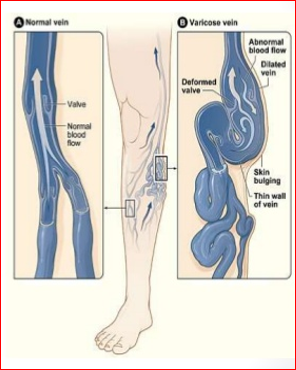 A Normal vein
Valve
Normal
blood
flow
B Varicose vein
Abnormal
blood flow
Dilated
vein
Deformed
valve
Skin
bulging
Thin wall
of vein